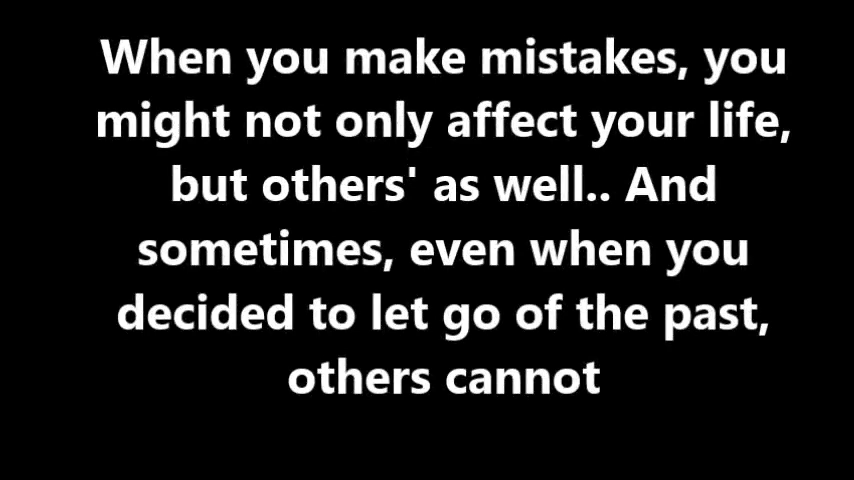 When you make mistakes, you
might not only affect your life,
but others' as well.. And
sometimes, even when you
decided to let go of the past,
others cannot